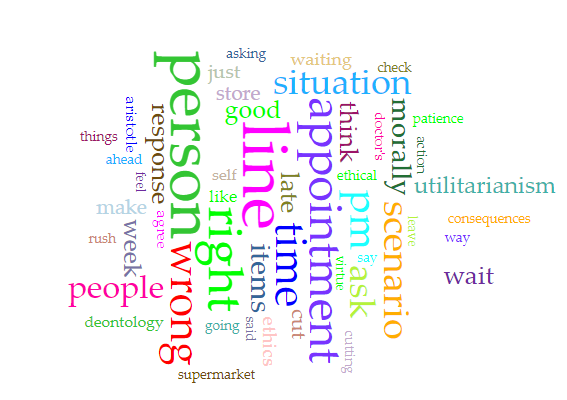 asking
waiting
just
check
situation
store
good
person
line
appointment
think
doctor's
morally
patience
aristotle
response
things
ahead
feel
action
self
ethical
utilitarianism
make
agree
like
late
pm
scenario
leave
consequences
rush
week
right
items
time
say
virtue
way
people
wrong
ask
wait
deontology
going
said
ethics
cut
cutting
supermarket